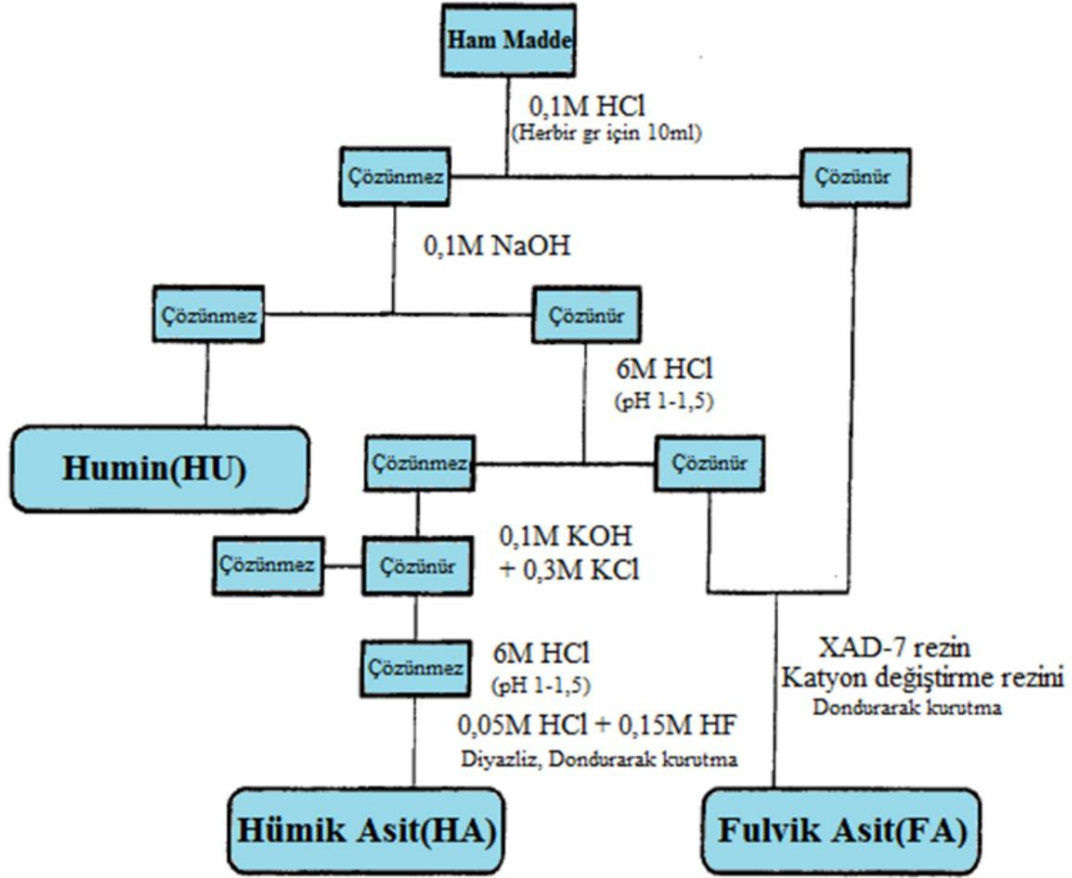 Ham Madde
0,1M HCl
(Herbir gr için 10ml)
Çözünmez
Çözünür
0,1M NaOH
Çözünmez
Çözünür
6M HCl
(pH 1-1,5)
Humin(HU)
Çözünmez
Çözünür
0,1M KOH
+ 0,3M KCl
Çözünmez
Çözünür
Çözünmez
6M HCl
(pH 1-1,5)
XAD-7 rezin
Katyon değiştirme rezini
Dondurarak kurutma
0,05M HCl + 0,15M HF
Diyazliz, Dondurarak kurutma
Hümik Asit(HA)
Fulvik Asit(FA)